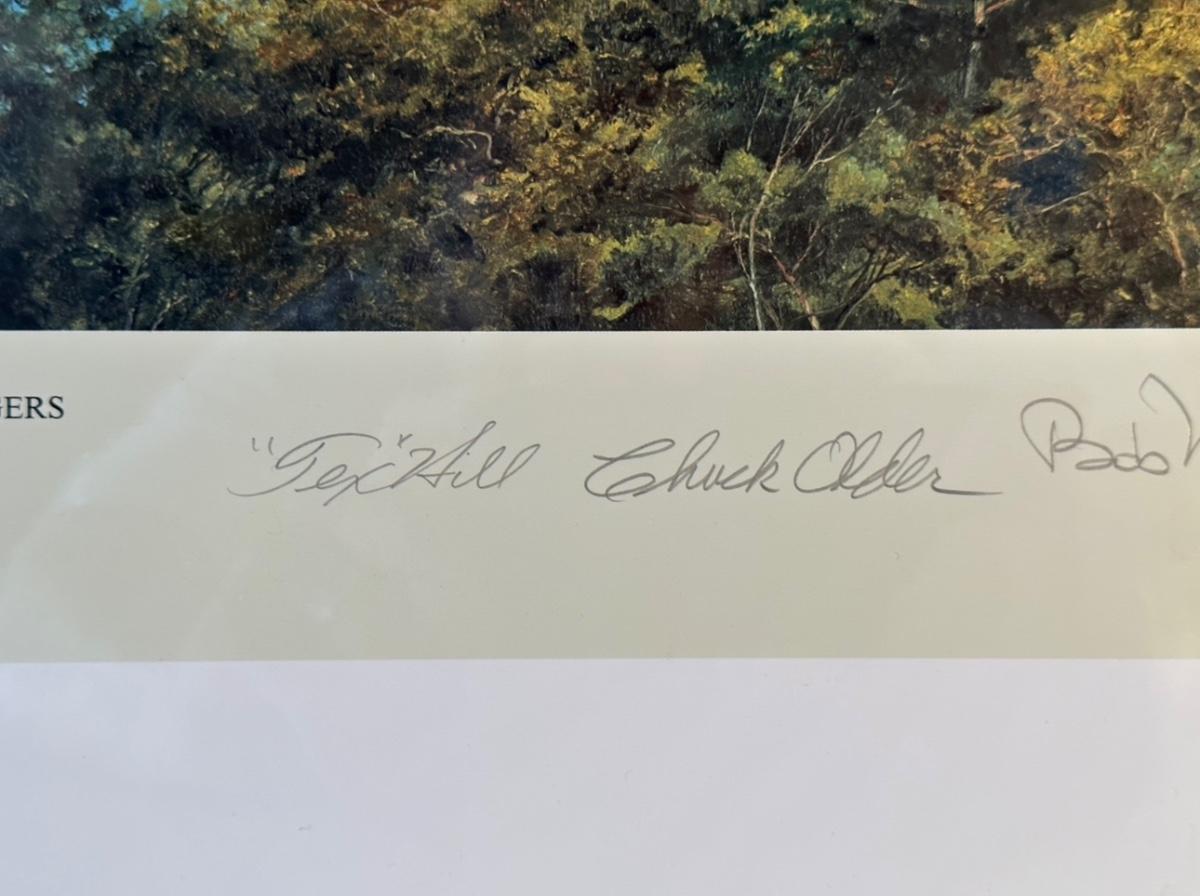 GERS
"Tex" Hill Chuck Older Bob